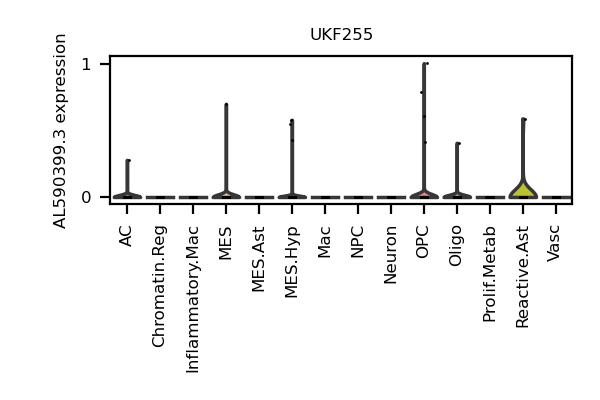 UKF255
AL590399.3 expression
1
0
AC
Chromatin.Reg
Inflammatory.Mac
MES
MES.Ast
MES.Hyp
Mac
NPC
Neuron
OPC
Oligo
Prolif.Metab
Reactive.Ast
Vasc